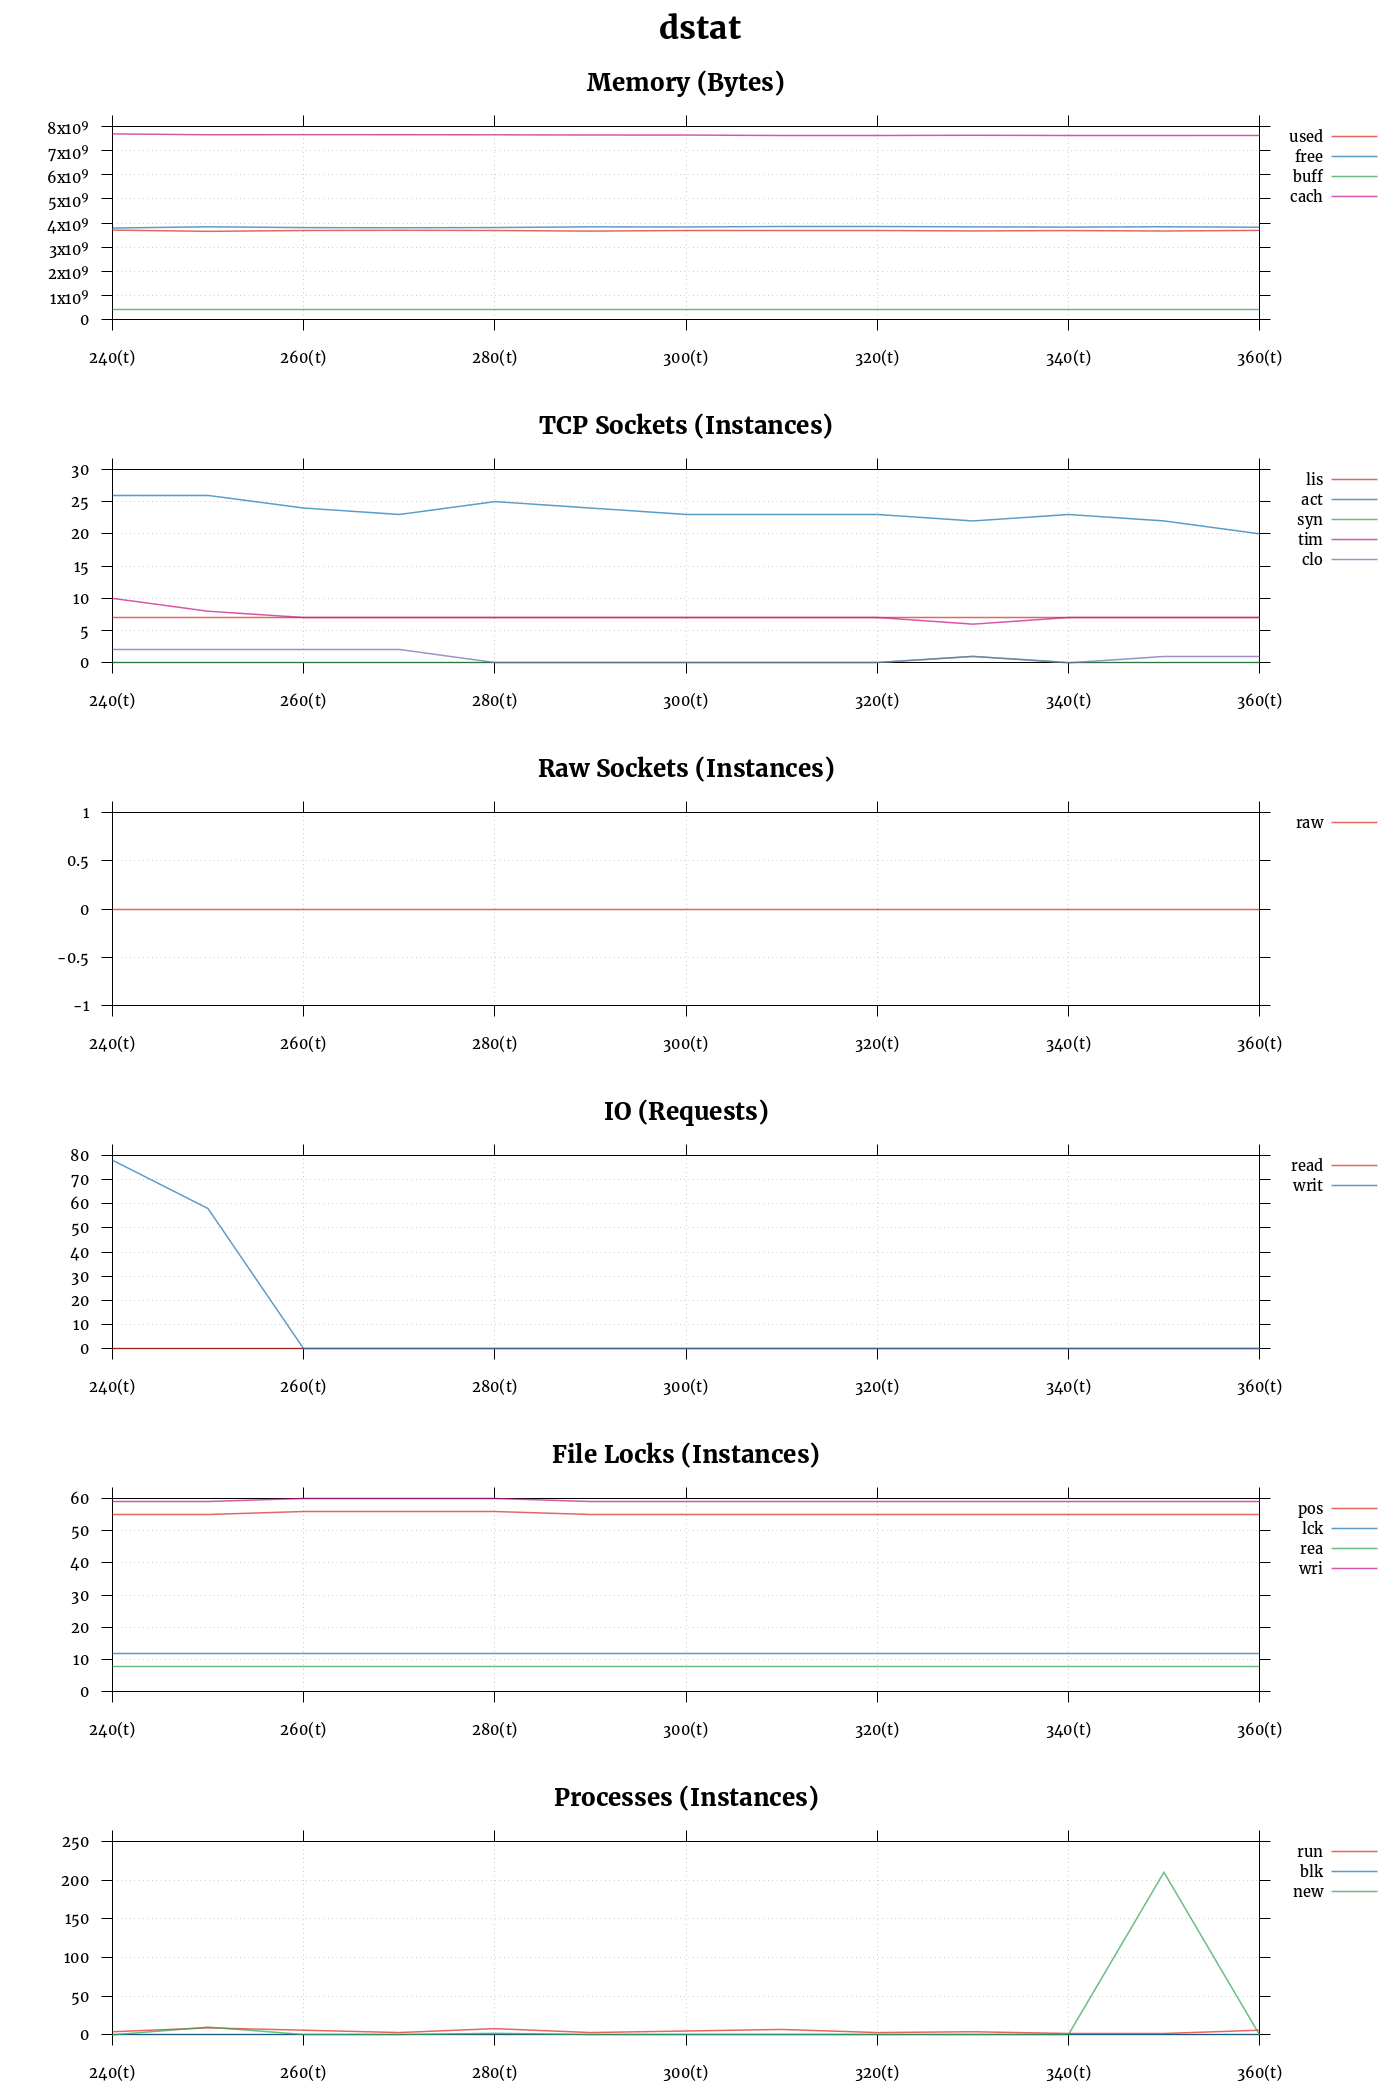 dstat
Memory (Bytes)
8x10⁹
7x10⁹
6x10⁹
5x10⁹
4x10⁹
3x10⁹
2x10⁹
1x10⁹
0
240(t) 260(t) 280(t) 300(t) 320(t) 340(t) 360(t)
used
free
buff
cach
TCP Sockets (Instances)
30
25
20
15
10
5
0
240(t) 260(t) 280(t) 300(t) 320(t) 340(t) 360(t)
lis
act
syn
tim
clo
Raw Sockets (Instances)
1
0.5
0
-0.5
-1
240(t) 260(t) 280(t) 300(t) 320(t) 340(t) 360(t)
raw
IO (Requests)
80
70
60
50
40
30
20
10
0
240(t) 260(t) 280(t) 300(t) 320(t) 340(t) 360(t)
read
writ
File Locks (Instances)
60
50
40
30
20
10
0
240(t) 260(t) 280(t) 300(t) 320(t) 340(t) 360(t)
pos
lck
rea
wri
Processes (Instances)
250
200
150
100
50
0
240(t) 260(t) 280(t) 300(t) 320(t) 340(t) 360(t)
run
blk
new